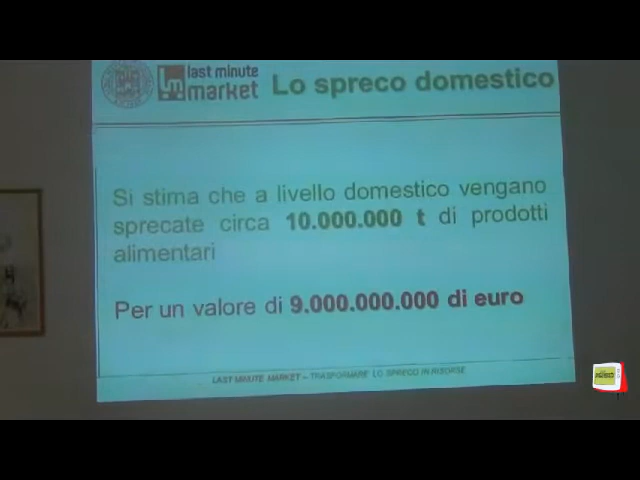 last minute
market
Lo spreco domestico
Si stima che a livello domestico vengano
sprecate circa 10.000.000 t di prodotti
alimentari
Per un valore di 9.000.000.000 di euro
LAST MINUTE MARKET – TRASFORMARE LO SPRECO IN RISORSE